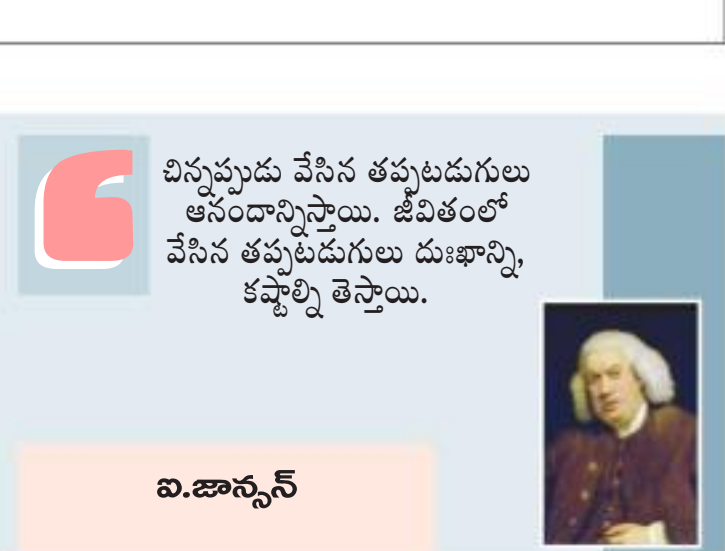 చిన్నప్పుడు వేసిన తప్పటడుగులు
ఆనందాన్నిస్తాయి. జీవితంలో
వేసిన తప్పటడుగులు దుఃఖాన్ని,
కష్టాల్ని తెస్తాయి.
ఐ.జాన్సన్